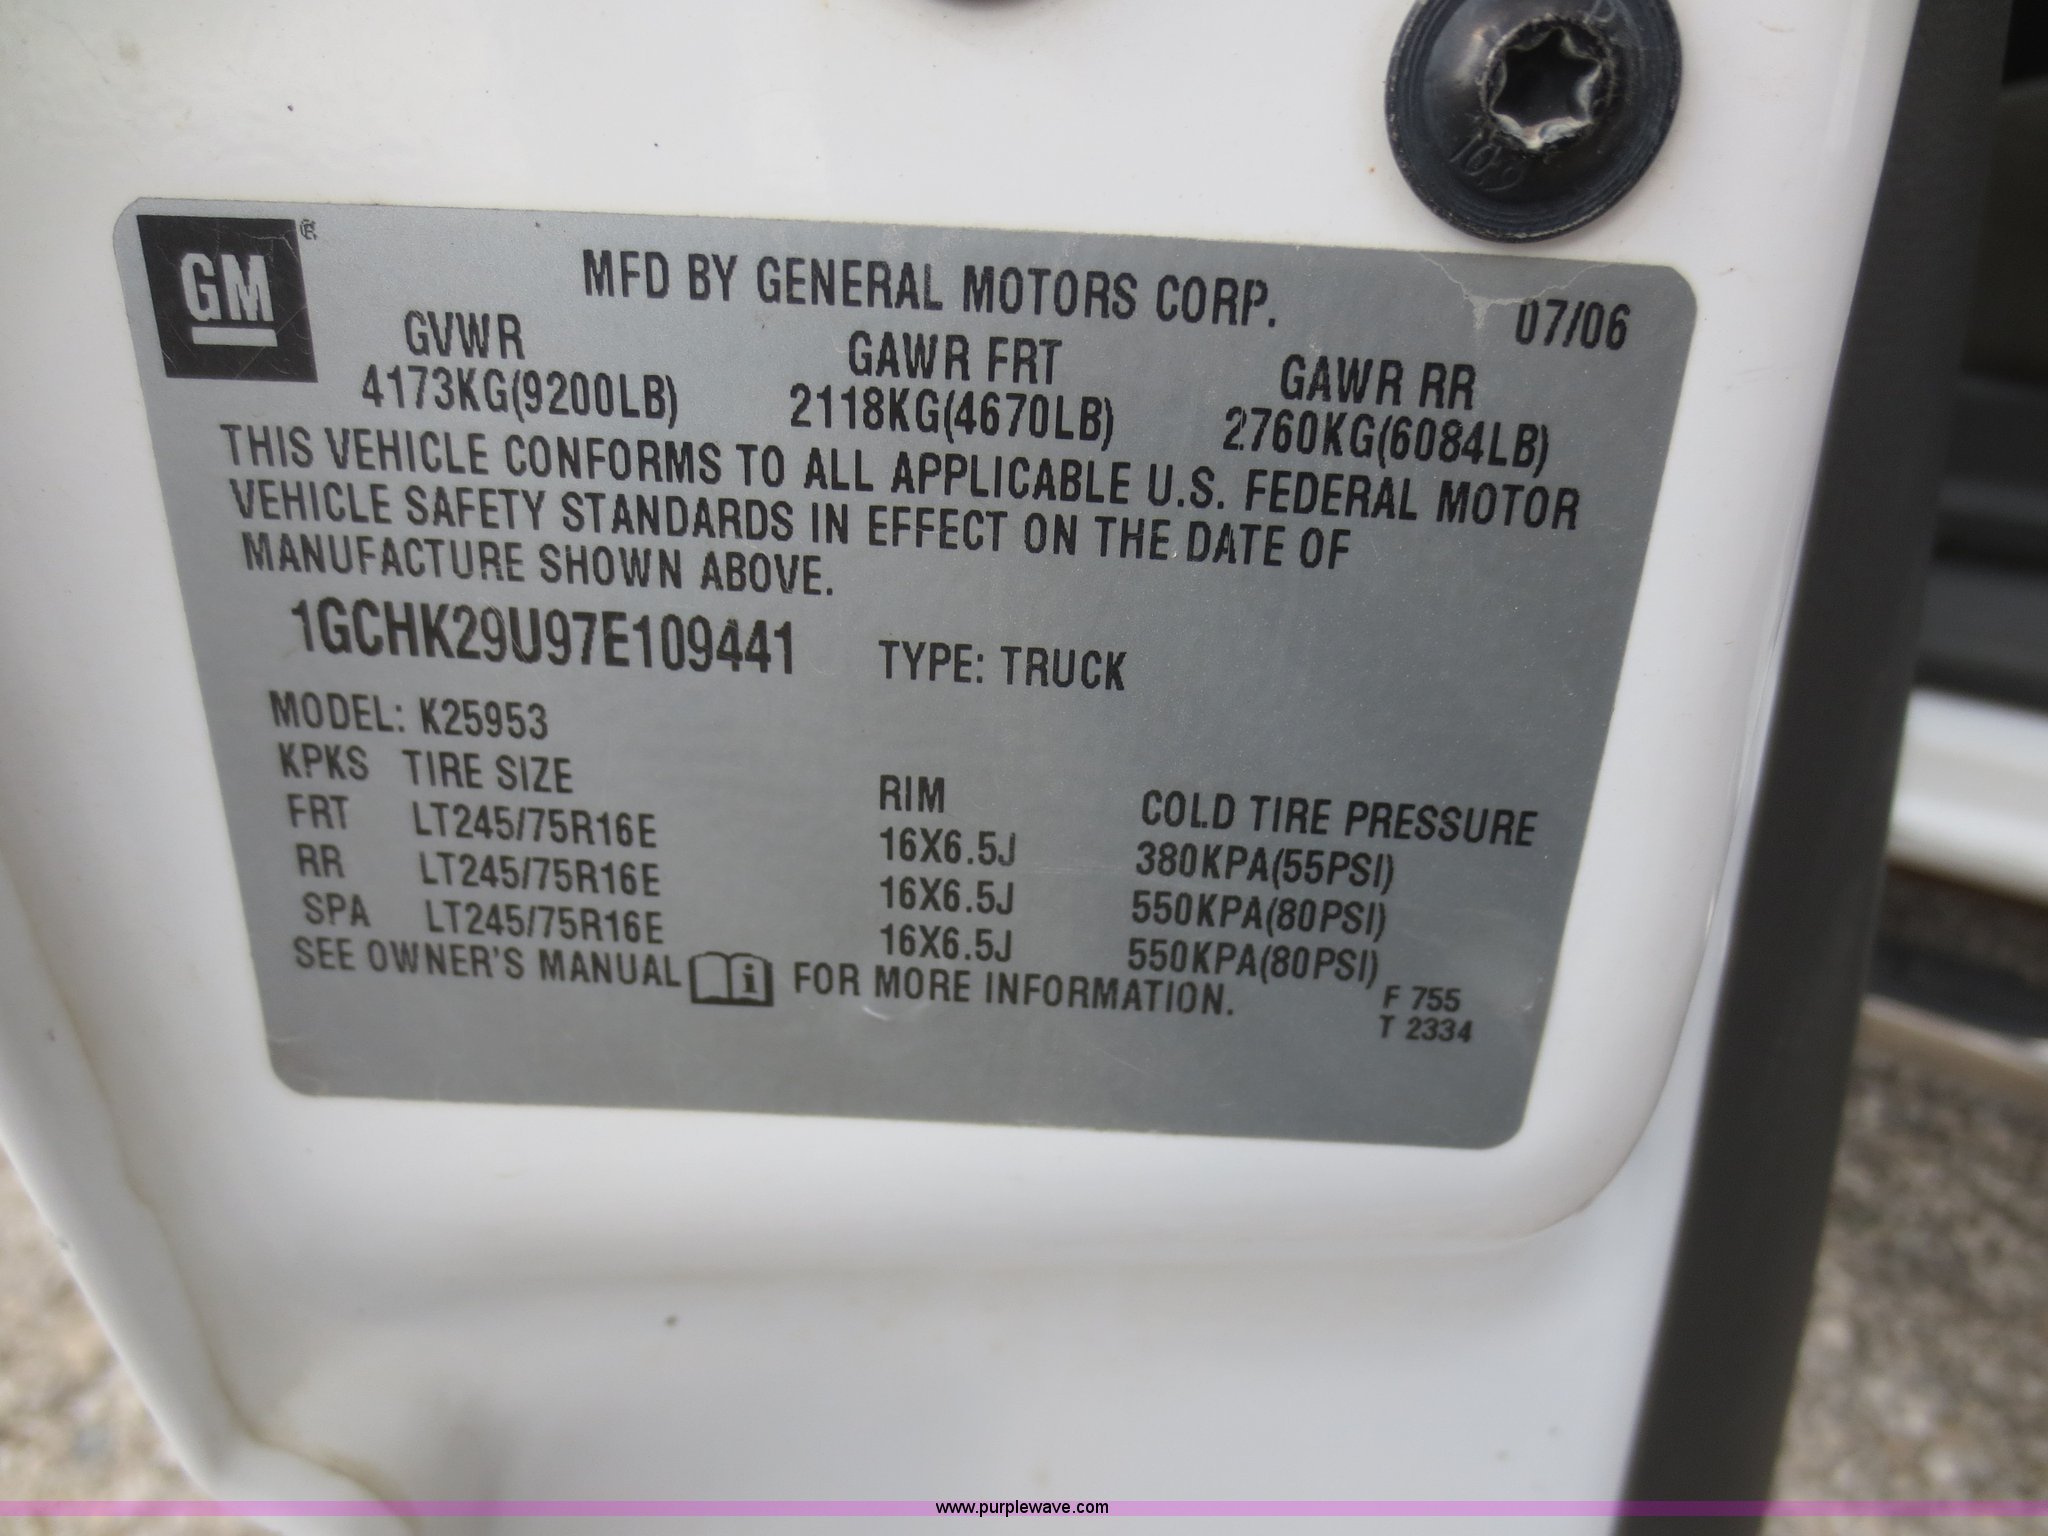 10.9
GM ®
MFD BY GENERAL MOTORS CORP.
07/06
GVWR GAWR FRT GAWR RR
4173KG(9200LB) 2118KG(4670LB) 2760KG(6084LB)
THIS VEHICLE CONFORMS TO ALL APPLICABLE U.S. FEDERAL MOTOR
VEHICLE SAFETY STANDARDS IN EFFECT ON THE DATE OF
MANUFACTURE SHOWN ABOVE.
1GCHK29U97E109441 TYPE: TRUCK
MODEL: K25953
KPKS TIRE SIZE RIM COLD TIRE PRESSURE
FRT LT245/75R16E 16X6.5J 380KPA(55PSI)
RR LT245/75R16E 16X6.5J 550KPA(80PSI)
SPA LT245/75R16E 16X6.5J 550KPA(80PSI)
SEE OWNER'S MANUAL i FOR MORE INFORMATION.
F 755
T 2334
www.purplewave.com